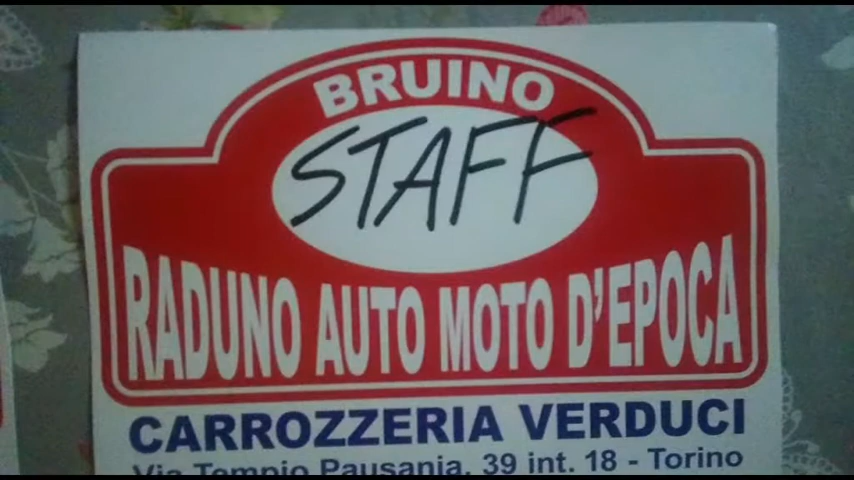 BRUINO
STAFF
RADUNO AUTO MOTO D'EPOCA
CARROZZERIA VERDUCI
Via Tempio Pausania, 39 int. 18 - Torino